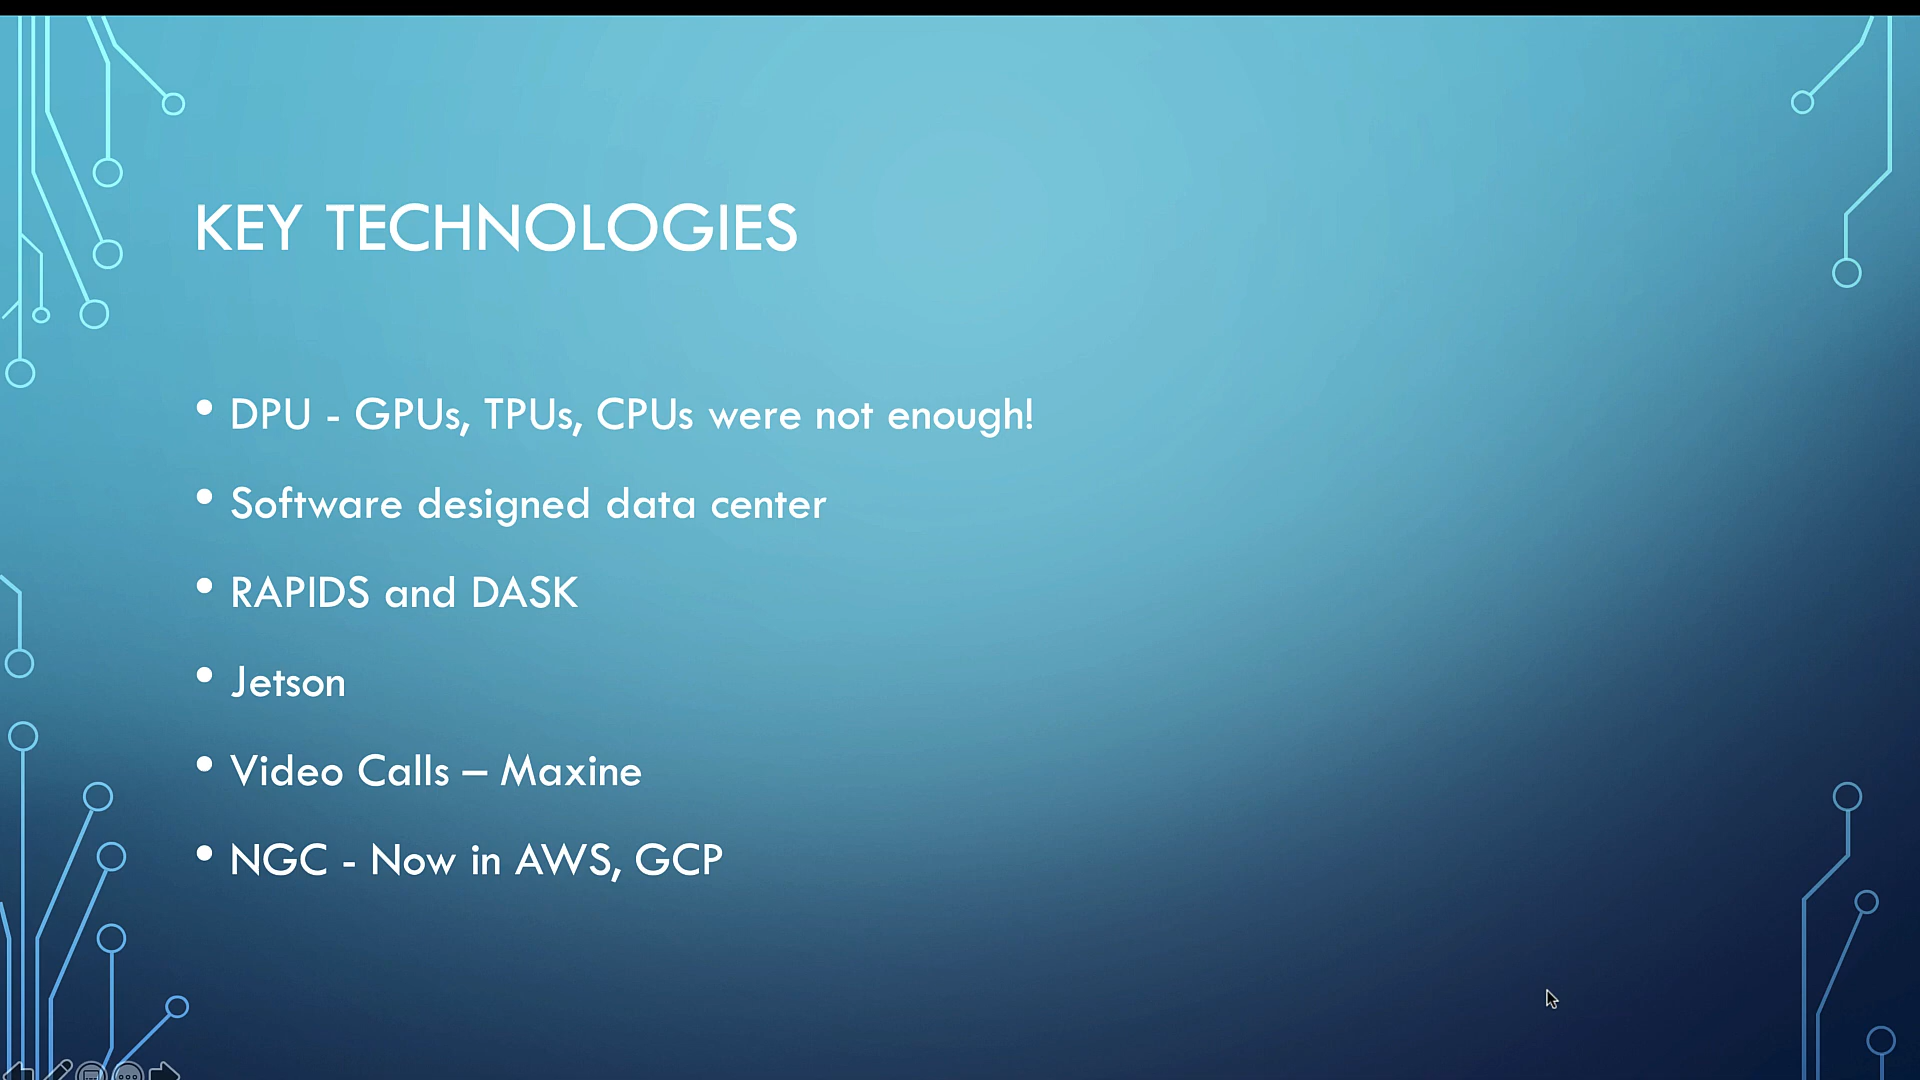 KEY TECHNOLOGIES
• DPU - GPUs, TPUs, CPUs were not enough!
• Software designed data center
• RAPIDS and DASK
• Jetson
• Video Calls – Maxine
• NGC - Now in AWS, GCP